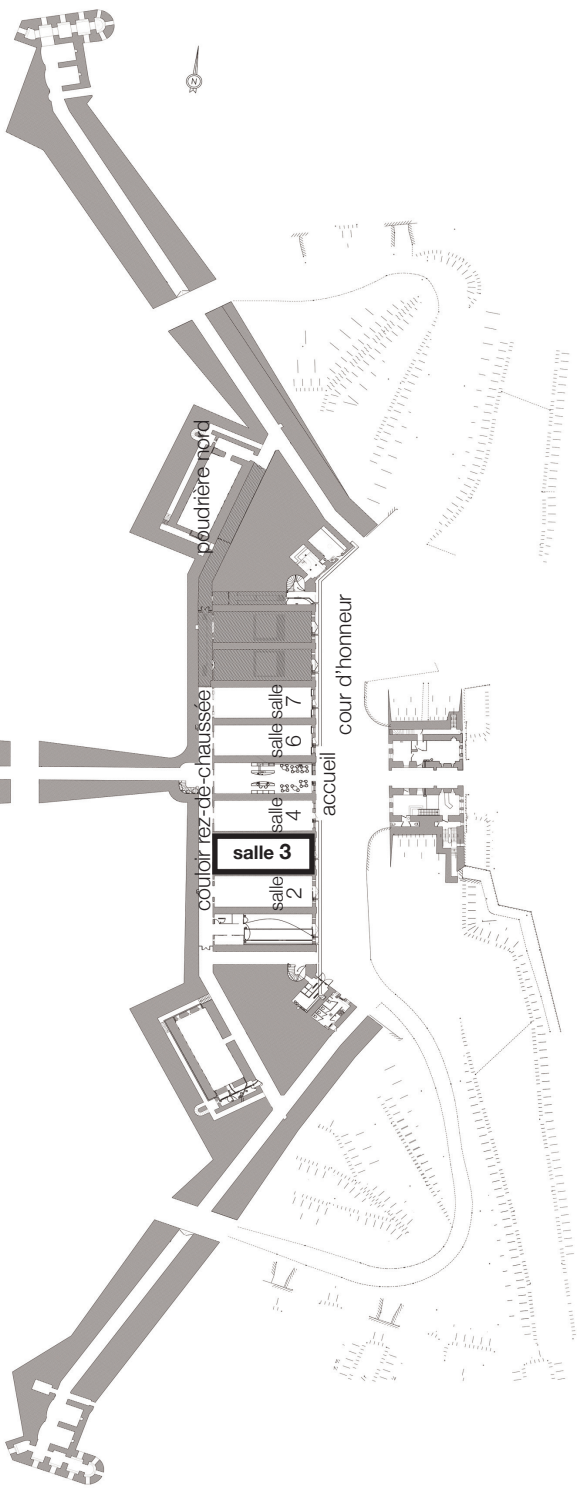 N
poudrière nord
couloir rez-de-chaussée
salle
7
salle
6
accueil
cour d'honneur
salle
4
salle 3
salle
2